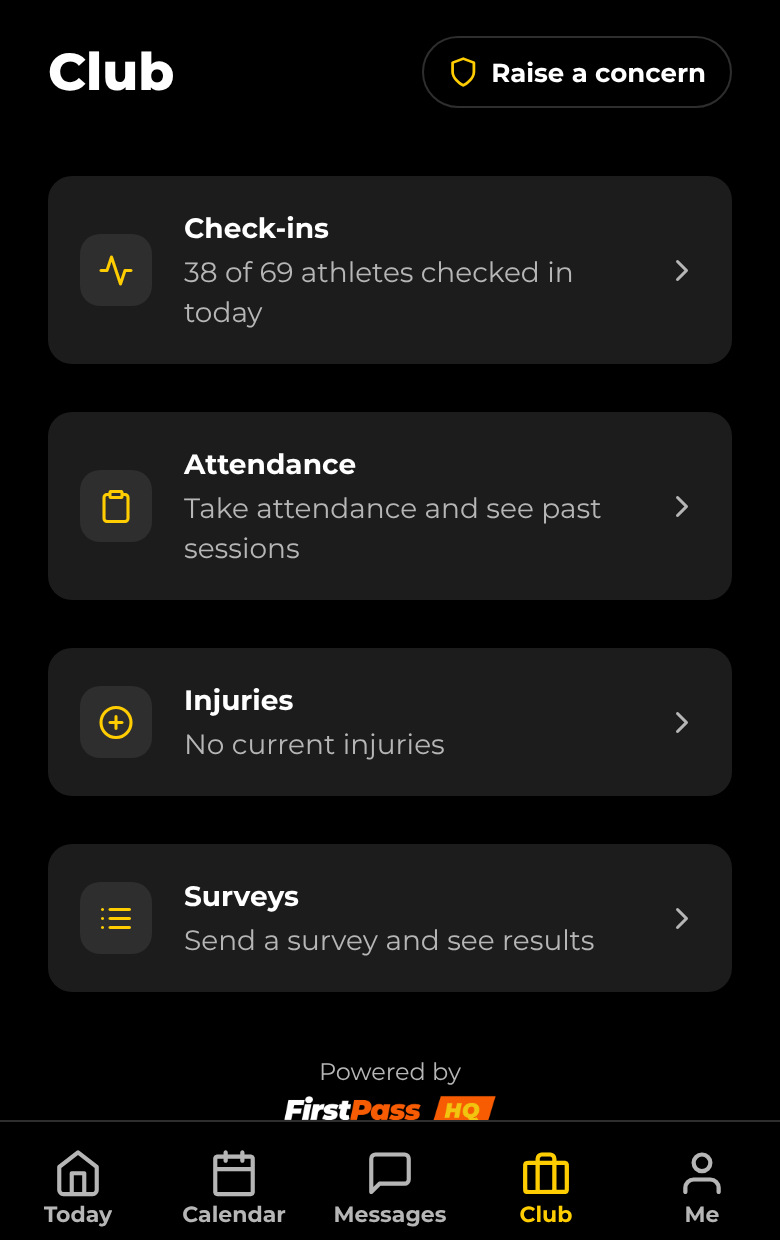 Club
Raise a concern
Check-ins
38 of 69 athletes checked in
today
Attendance
Take attendance and see past
sessions
Injuries
No current injuries
Surveys
Send a survey and see results
Powered by
FirstPass HQ
Today
Calendar
Messages
Club
Me